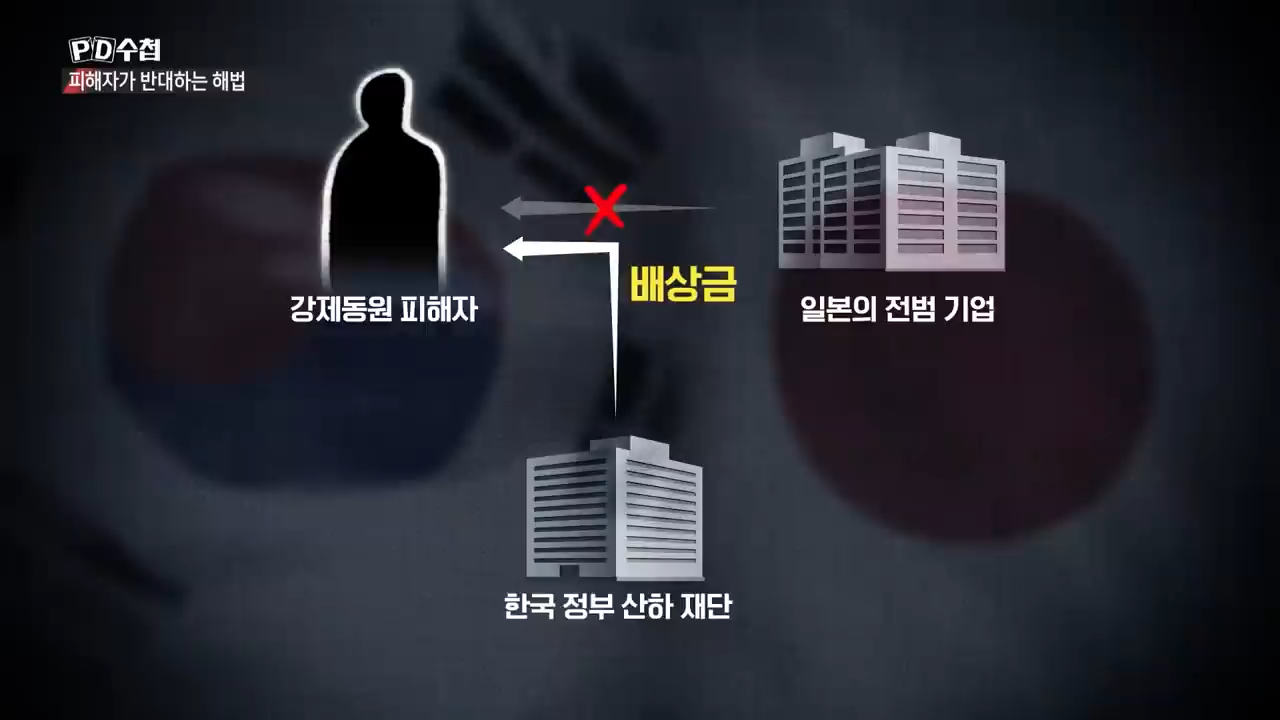 PD수첩
피해자가 반대하는 해법
배상금
강제동원 피해자
일본의 전범 기업
한국 정부 산하 재단